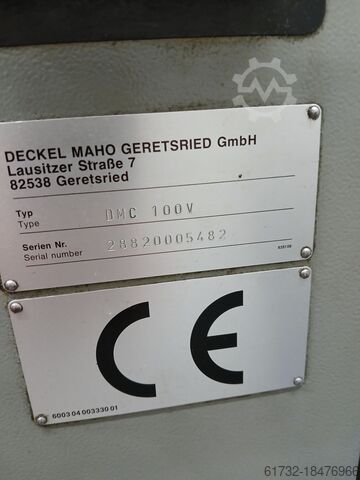 DECKEL MAHO GERETSRIED GmbH
Lausitzer Straße 7
82538 Geretsried
Typ
Type
DMC 100V
Serien Nr.
Serial number
28820005482
CE
6003 04 003330 01
61732-18476966